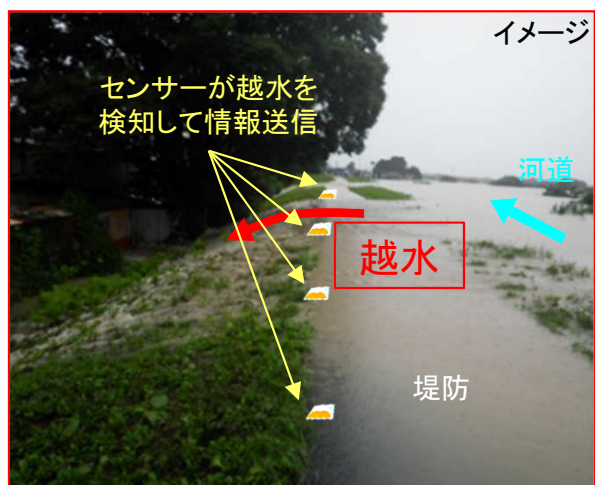 イメージ
センサーが越水を
検知して情報送信
河道
越水
堤防